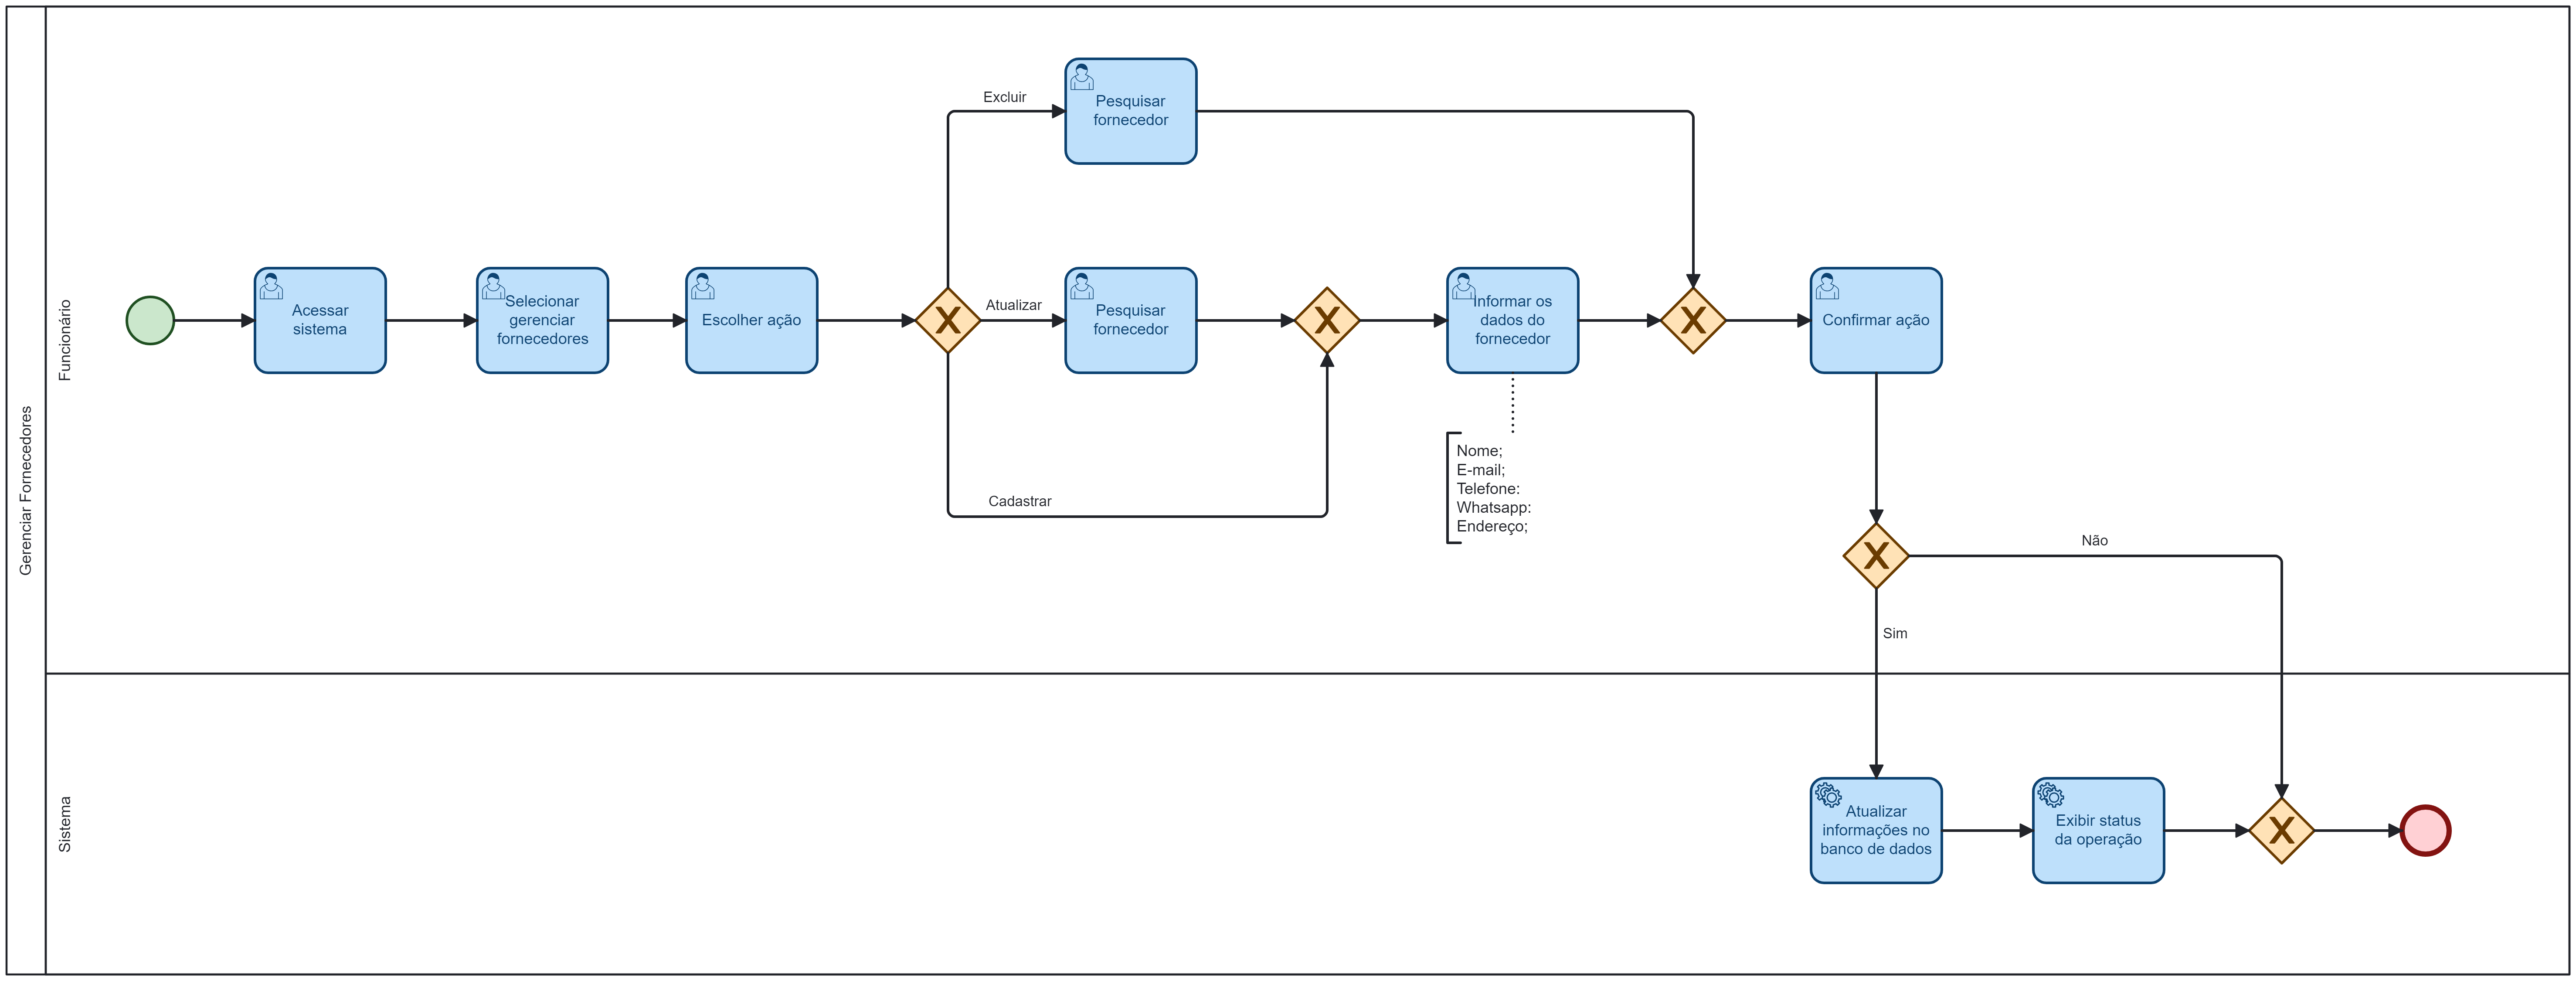 Gerenciar Fornecedores
Funcionário
Acessar
sistema
Selecionar
gerenciar
fornecedores
Escolher ação
Excluir
Pesquisar
fornecedor
Atualizar
Pesquisar
fornecedor
Cadastrar
Informar os
dados do
fornecedor
Nome;
E-mail;
Telefone:
Whatsapp:
Endereço;
Confirmar ação
Não
Sim
Sistema
Atualizar
informações no
banco de dados
Exibir status
da operação